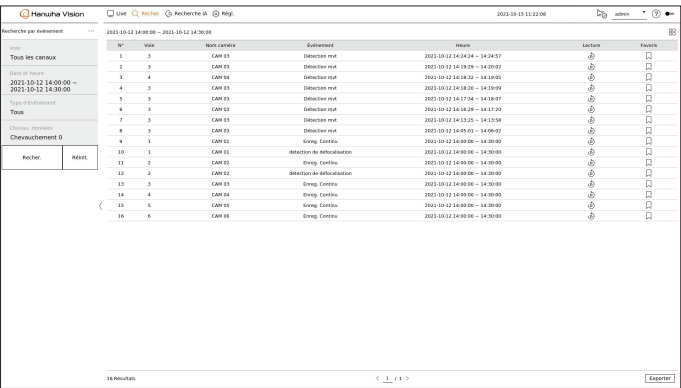 Hanwha Vision
Live Recher. Recherche IA Régl. 2021-10-15 11:22:08 admin ?
Recherche par événement ...
2021-10-12 14:00:00 ~ 2021-10-12 14:30:00
Voie
Tous les canaux
Date et heure
2021-10-12 14:00:00 ~
2021-10-12 14:30:00
Type d'événement
Tous
Chevau. données
Chevauchement 0
Recher. Réinit.
N° Voie Nom caméra Événement Heure Lecture Favoris
1 3 CAM 03 Détection mvt 2021-10-12 14:24:24 ~ 14:24:57
2 3 CAM 03 Détection mvt 2021-10-12 14:19:29 ~ 14:20:02
3 4 CAM 04 Détection mvt 2021-10-12 14:18:32 ~ 14:19:05
4 3 CAM 03 Détection mvt 2021-10-12 14:18:20 ~ 14:19:09
5 3 CAM 03 Détection mvt 2021-10-12 14:17:34 ~ 14:18:07
6 3 CAM 03 Détection mvt 2021-10-12 14:16:29 ~ 14:17:20
7 3 CAM 03 Détection mvt 2021-10-12 14:13:25 ~ 14:13:58
8 3 CAM 03 Détection mvt 2021-10-12 14:05:01 ~ 14:06:02
9 1 CAM 01 Enreg. Continu 2021-10-12 14:00:00 ~ 14:30:00
10 1 CAM 01 détection de défocalisation 2021-10-12 14:00:00 ~ 14:30:00
11 2 CAM 02 Enreg. Continu 2021-10-12 14:00:00 ~ 14:30:00
12 2 CAM 02 détection de défocalisation 2021-10-12 14:00:00 ~ 14:30:00
13 3 CAM 03 Enreg. Continu 2021-10-12 14:00:00 ~ 14:30:00
14 4 CAM 04 Enreg. Continu 2021-10-12 14:00:00 ~ 14:30:00
15 5 CAM 05 Enreg. Continu 2021-10-12 14:00:00 ~ 14:30:00
16 6 CAM 06 Enreg. Continu 2021-10-12 14:00:00 ~ 14:30:00
16 Résultats < 1 / 1 > Exporter